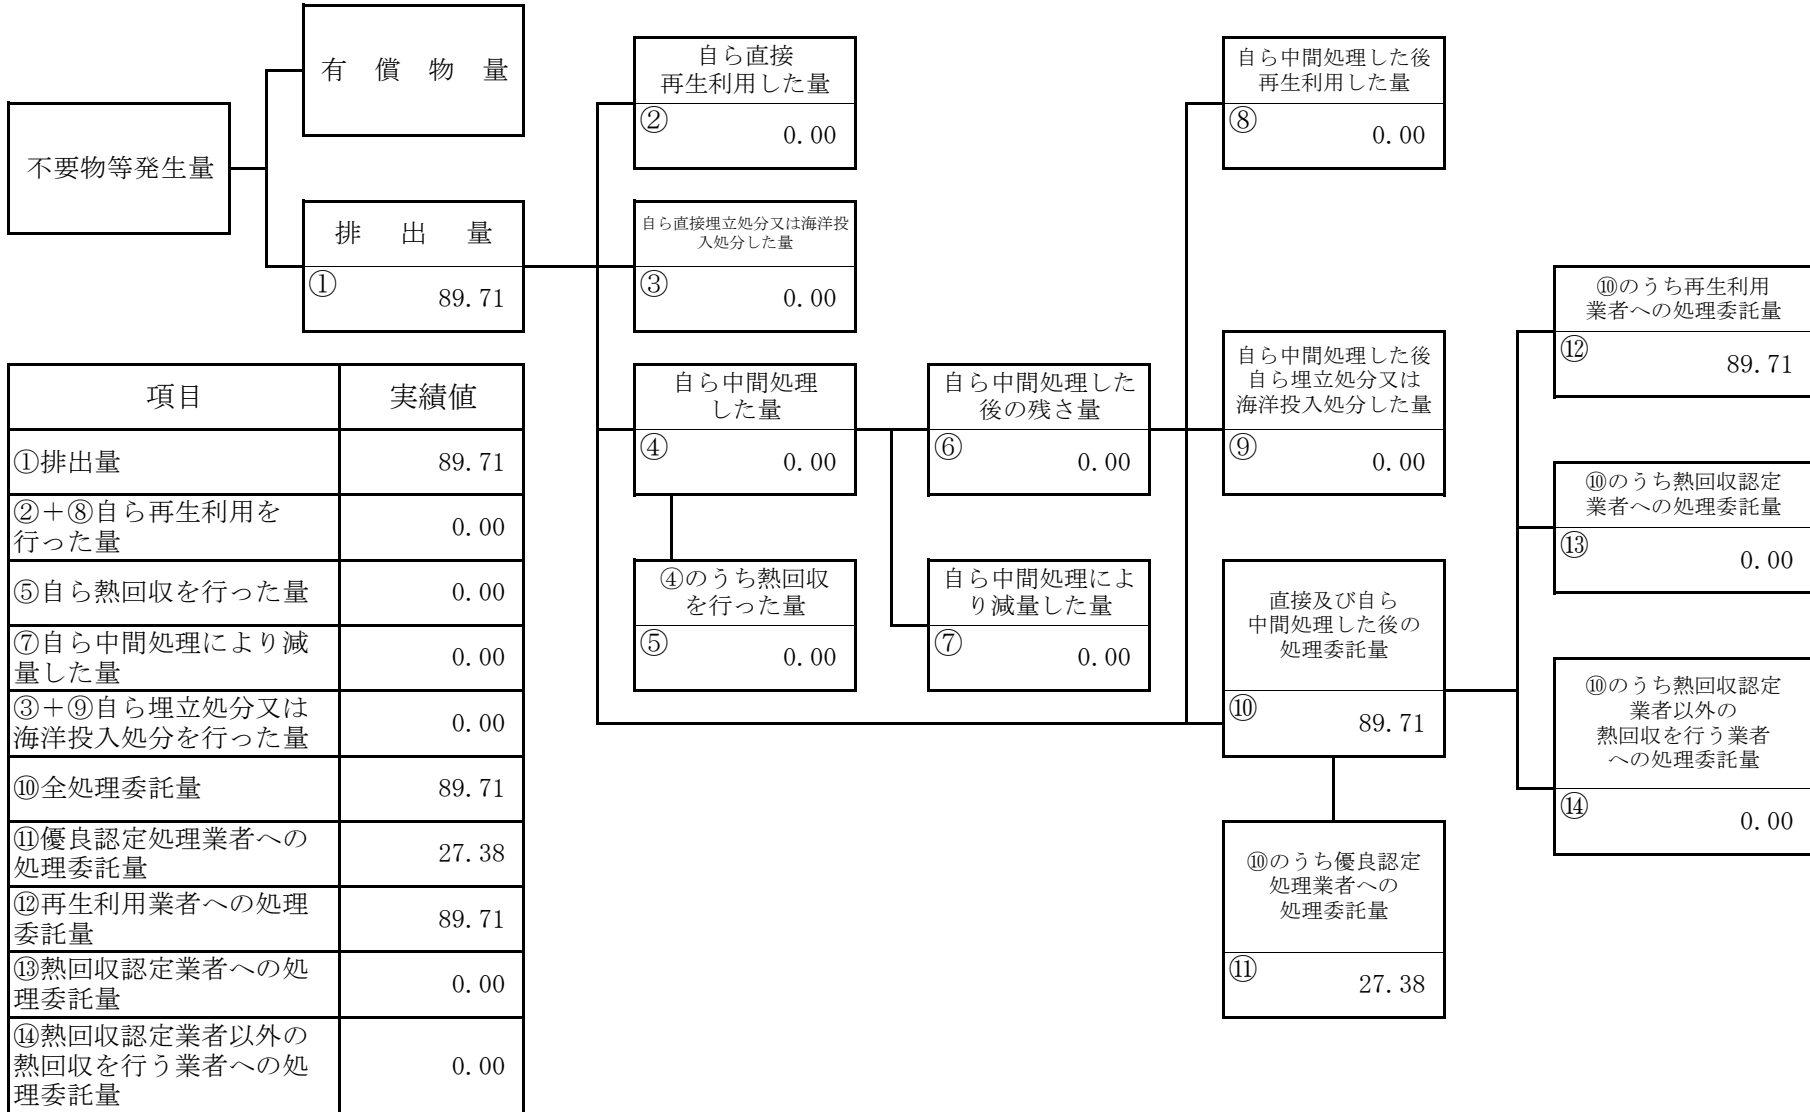 不要物等発生量
有償物量
排出量
① 89.71
自ら直接
再生利用した量
② 0.00
自ら直接埋立処分又は海洋投
入処分した量
③ 0.00
自ら中間処理
した量
④ 0.00
④のうち熱回収
を行った量
⑤ 0.00
自ら中間処理した
後の残さ量
⑥ 0.00
自ら中間処理によ
り減量した量
⑦ 0.00
自ら中間処理した後
再生利用した量
⑧ 0.00
自ら中間処理した後
自ら埋立処分又は
海洋投入処分した量
⑨ 0.00
直接及び自ら
中間処理した後の
処理委託量
⑩ 89.71
⑩のうち優良認定
処理業者への
処理委託量
⑪ 27.38
⑩のうち再生利用
業者への処理委託量
⑫ 89.71
⑩のうち熱回収認定
業者への処理委託量
⑬ 0.00
⑩のうち熱回収認定
業者以外の
熱回収を行う業者
への処理委託量
⑭ 0.00
項目 実績値
①排出量 89.71
②＋⑧自ら再生利用を
行った量 0.00
⑤自ら熱回収を行った量 0.00
⑦自ら中間処理により減
量した量 0.00
③＋⑨自ら埋立処分又は
海洋投入処分を行った量 0.00
⑩全処理委託量 89.71
⑪優良認定処理業者への
処理委託量 27.38
⑫再生利用業者への処理
委託量 89.71
⑬熱回収認定業者への処
理委託量 0.00
⑭熱回収認定業者以外の
熱回収を行う業者への処
理委託量 0.00